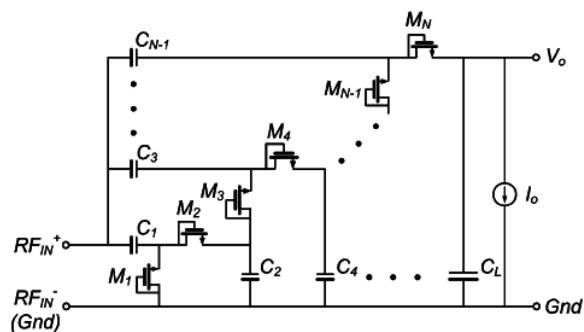 C_{N-1}
M_N
V_o
M_{N-1}
M_4
C_3
M_3
I_o
C_1
M_2
RF_{IN}^+
M_1
C_2
C_4
C_L
RF_{IN}^-
(Gnd)
Gnd